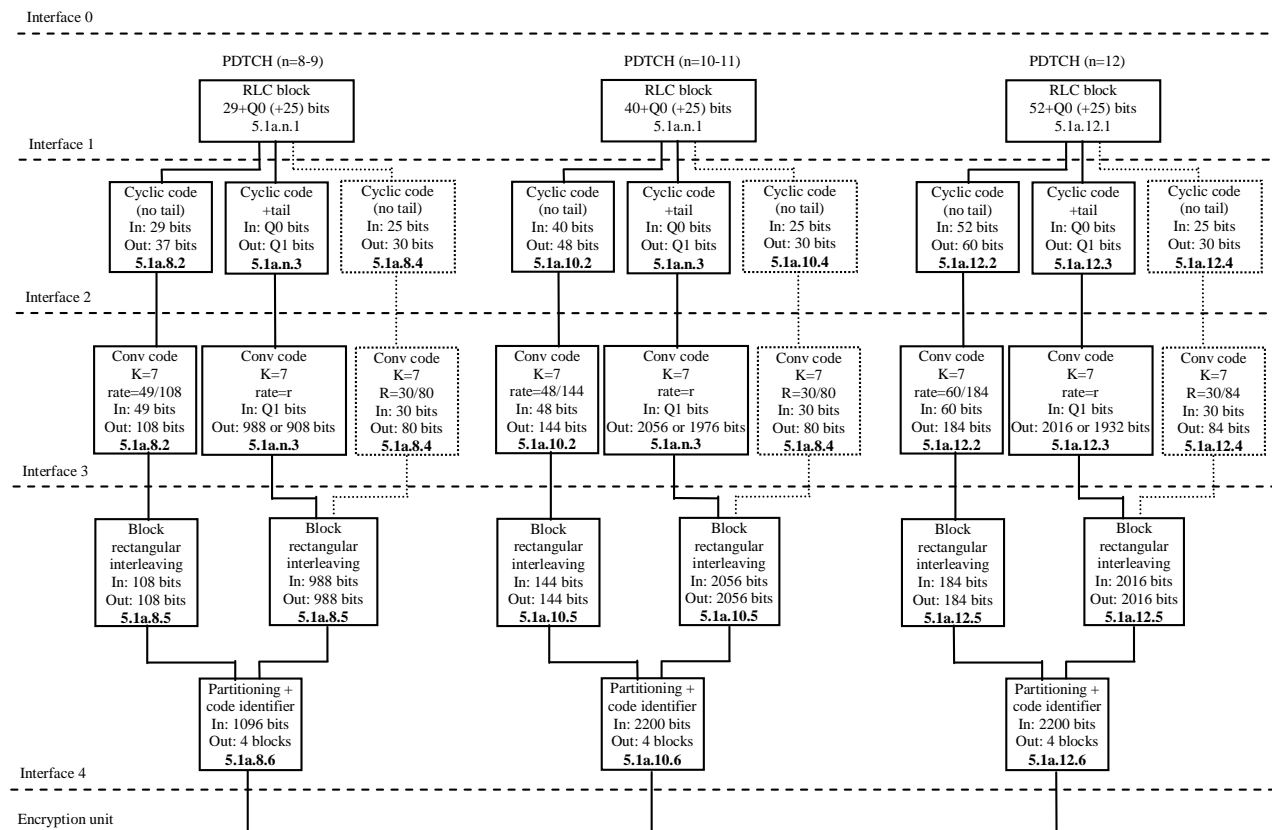 Interface 0
PDTCH (n=8-9)
RLC block
29+Q0 (+25) bits
5.1a.n.1
PDTCH (n=10-11)
RLC block
40+Q0 (+25) bits
5.1a.n.1
PDTCH (n=12)
RLC block
52+Q0 (+25) bits
5.1a.12.1
Interface 1
Cyclic code
(no tail)
In: 29 bits
Out: 37 bits
5.1a.8.2
Cyclic code
+tail
In: Q0 bits
Out: Q1 bits
5.1a.n.3
Cyclic code
(no tail)
In: 25 bits
Out: 30 bits
5.1a.8.4
Cyclic code
(no tail)
In: 40 bits
Out: 48 bits
5.1a.10.2
Cyclic code
+tail
In: Q0 bits
Out: Q1 bits
5.1a.n.3
Cyclic code
(no tail)
In: 25 bits
Out: 30 bits
5.1a.10.4
Cyclic code
(no tail)
In: 52 bits
Out: 60 bits
5.1a.12.2
Cyclic code
+tail
In: Q0 bits
Out: Q1 bits
5.1a.12.3
Cyclic code
(no tail)
In: 25 bits
Out: 30 bits
5.1a.12.4
Interface 2
Conv code
K=7
rate=49/108
In: 49 bits
Out: 108 bits
5.1a.8.2
Conv code
K=7
rate=r
In: Q1 bits
Out: 988 or 908 bits
5.1a.n.3
Conv code
K=7
R=30/80
In: 30 bits
Out: 80 bits
5.1a.8.4
Conv code
K=7
rate=48/144
In: 48 bits
Out: 144 bits
5.1a.10.2
Conv code
K=7
rate=r
In: Q1 bits
Out: 2056 or 1976 bits
5.1a.n.3
Conv code
K=7
R=30/80
In: 30 bits
Out: 80 bits
5.1a.8.4
Conv code
K=7
rate=60/184
In: 60 bits
Out: 184 bits
5.1a.12.2
Conv code
K=7
rate=r
In: Q1 bits
Out: 2016 or 1932 bits
5.1a.12.3
Conv code
K=7
R=30/84
In: 30 bits
Out: 84 bits
5.1a.12.4
Interface 3
Block
rectangular
interleaving
In: 108 bits
Out: 108 bits
5.1a.8.5
Block
rectangular
interleaving
In: 988 bits
Out: 988 bits
5.1a.8.5
Block
rectangular
interleaving
In: 144 bits
Out: 144 bits
5.1a.10.5
Block
rectangular
interleaving
In: 2056 bits
Out: 2056 bits
5.1a.10.5
Block
rectangular
interleaving
In: 184 bits
Out: 184 bits
5.1a.12.5
Block
rectangular
interleaving
In: 2016 bits
Out: 2016 bits
5.1a.12.5
Partitioning +
code identifier
In: 1096 bits
Out: 4 blocks
5.1a.8.6
Partitioning +
code identifier
In: 2200 bits
Out: 4 blocks
5.1a.10.6
Partitioning +
code identifier
In: 2200 bits
Out: 4 blocks
5.1a.12.6
Interface 4
Encryption unit